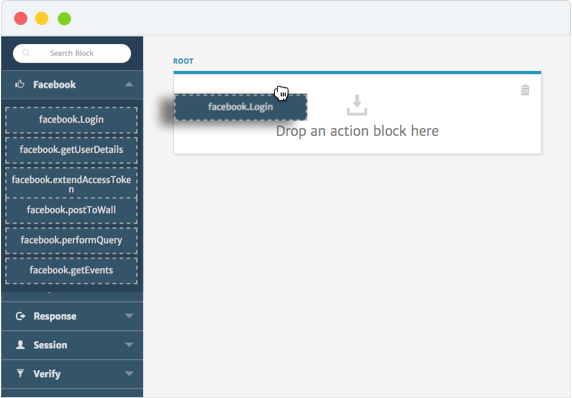 Search Block
Facebook
facebook.Login
facebook.getUserDetails
facebook.extendAccessToke
n
facebook.postToWall
facebook.performQuery
facebook.getEvents
Response
Session
Verify
ROOT
facebook.Login
Drop an action block here